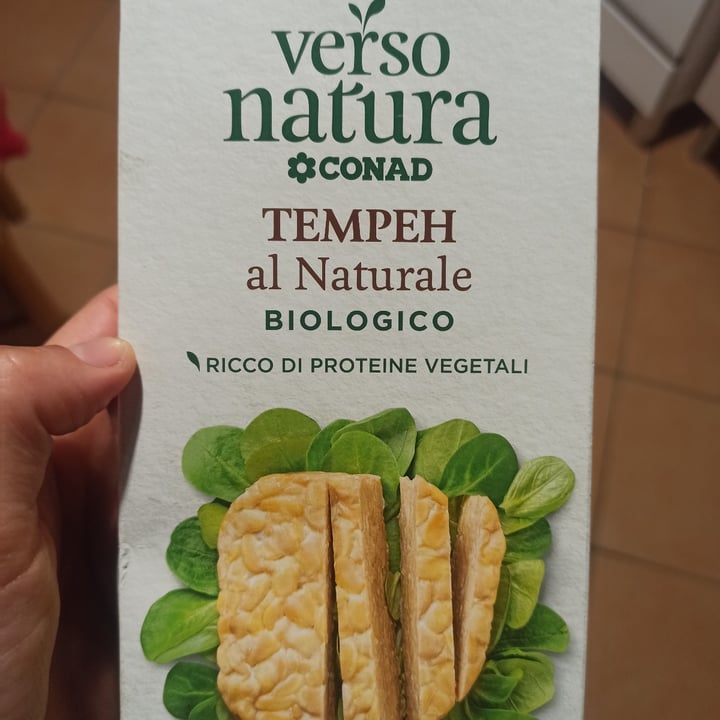 verso
natura
CONAD
TEMPEH
al Naturale
BIOLOGICO
RICCO DI PROTEINE VEGETALI